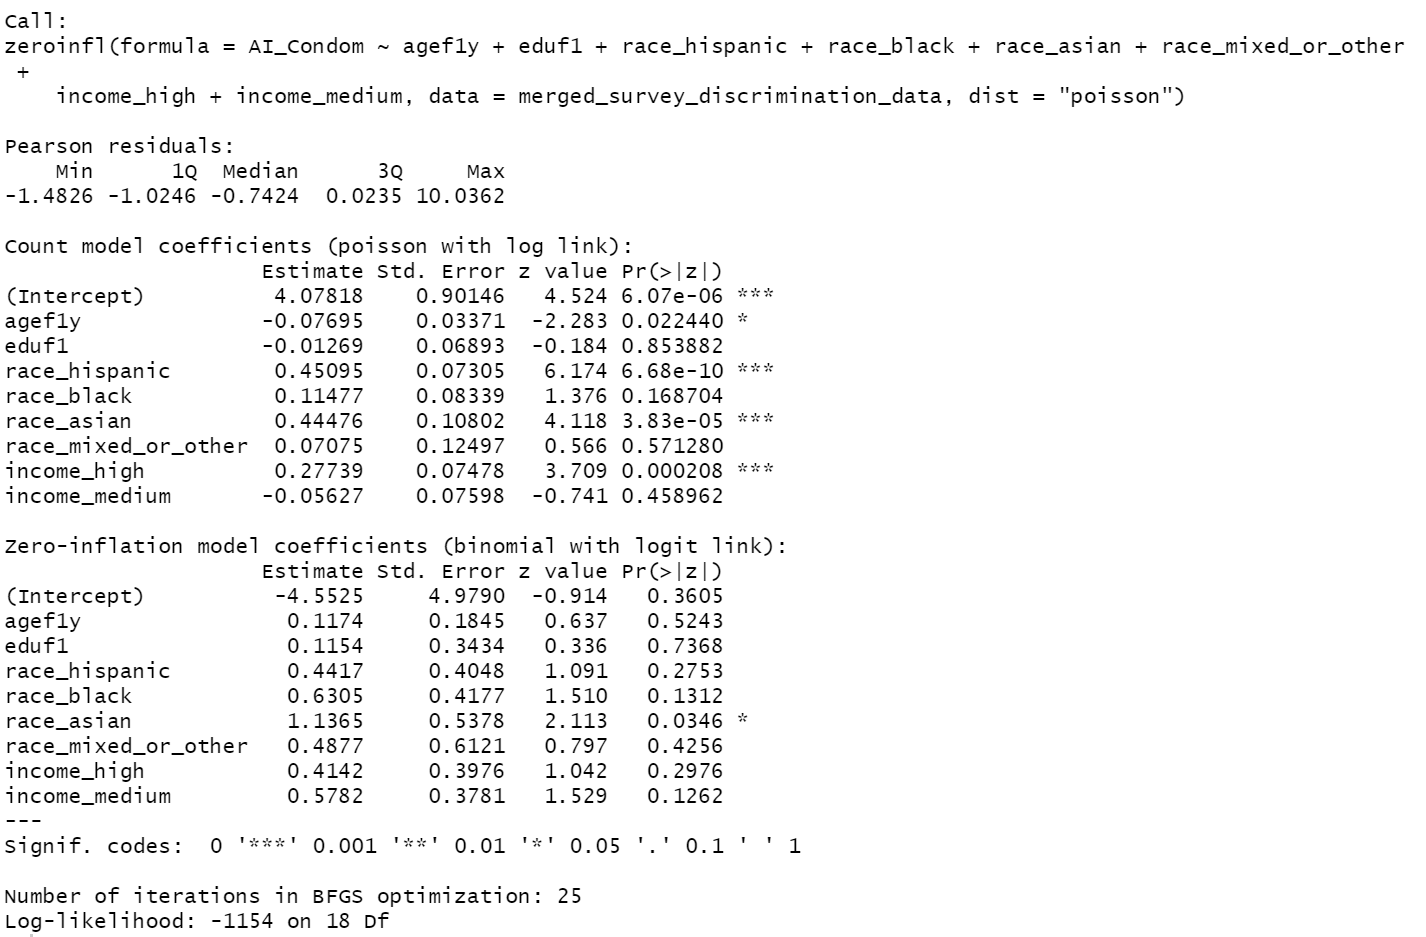 Call:
zeroinfl(formula = AI_Condom ~ agef1y + eduf1 + race_hispanic + race_black + race_asian + race_mixed_or_other
 +
    income_high + income_medium, data = merged_survey_discrimination_data, dist = "poisson")

Pearson residuals:
    Min      1Q  Median      3Q     Max
-1.4826 -1.0246 -0.7424  0.0235 10.0362

Count model coefficients (poisson with log link):
                    Estimate Std. Error z value Pr(>|z|)
(Intercept)          4.07818    0.90146   4.524 6.07e-06 ***
agef1y              -0.07695    0.03371  -2.283 0.022440 *
eduf1               -0.01269    0.06893  -0.184 0.853882
race_hispanic        0.45095    0.07305   6.174 6.68e-10 ***
race_black           0.11477    0.08339   1.376 0.168704
race_asian           0.44476    0.10802   4.118 3.83e-05 ***
race_mixed_or_other  0.07075    0.12497   0.566 0.571280
income_high          0.27739    0.07478   3.709 0.000208 ***
income_medium       -0.05627    0.07598  -0.741 0.458962

Zero-inflation model coefficients (binomial with logit link):
                    Estimate Std. Error z value Pr(>|z|)
(Intercept)          -4.5525     4.9790  -0.914   0.3605
agef1y                0.1174     0.1845   0.637   0.5243
eduf1                 0.1154     0.3434   0.336   0.7368
race_hispanic         0.4417     0.4048   1.091   0.2753
race_black            0.6305     0.4177   1.510   0.1312
race_asian            1.1365     0.5378   2.113   0.0346 *
race_mixed_or_other   0.4877     0.6121   0.797   0.4256
income_high           0.4142     0.3976   1.042   0.2976
income_medium         0.5782     0.3781   1.529   0.1262
---
Signif. codes:  0 '***' 0.001 '**' 0.01 '*' 0.05 '.' 0.1 ' ' 1

Number of iterations in BFGS optimization: 25
Log-likelihood: -1154 on 18 Df